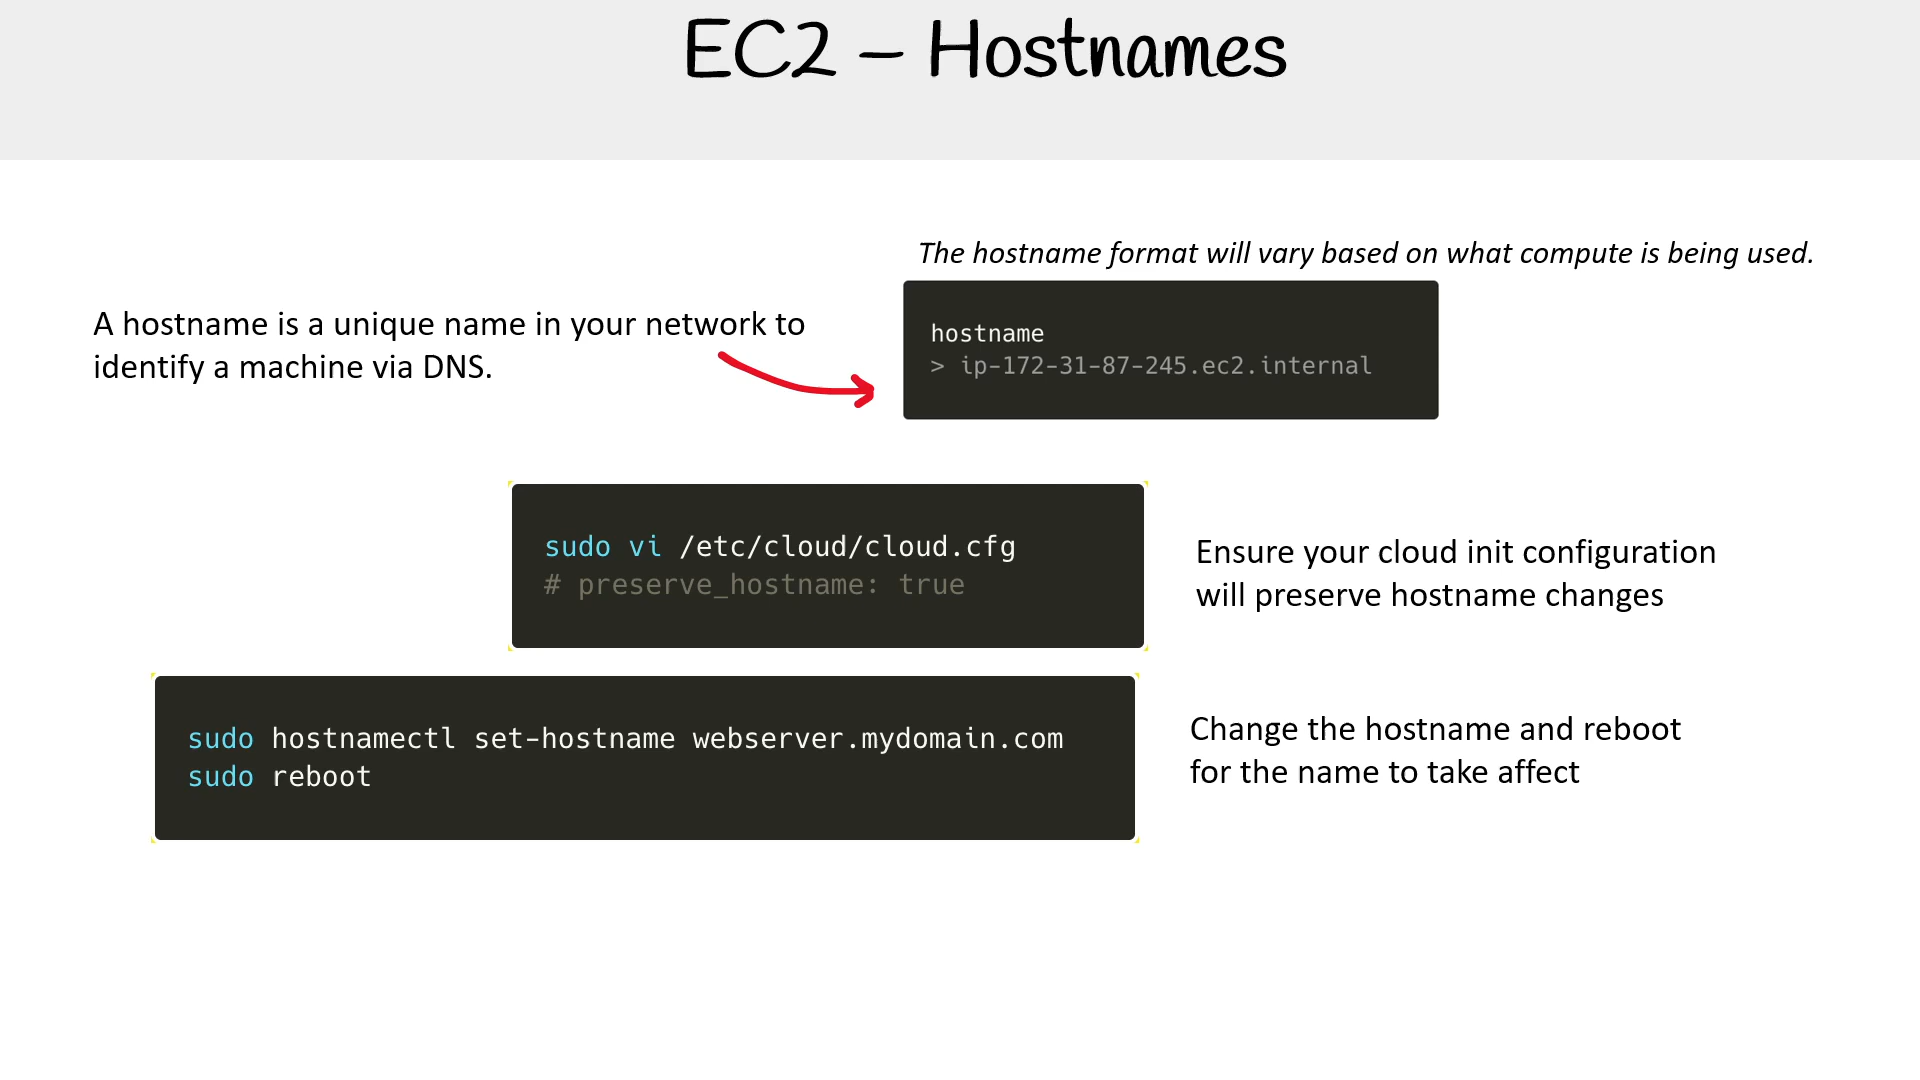 EC2 – Hostnames
The hostname format will vary based on what compute is being used.
A hostname is a unique name in your network to
identify a machine via DNS.
hostname
> ip-172-31-87-245.ec2.internal
sudo vi /etc/cloud/cloud.cfg
# preserve_hostname: true
Ensure your cloud init configuration
will preserve hostname changes
sudo hostnamectl set-hostname webserver.mydomain.com
sudo reboot
Change the hostname and reboot
for the name to take affect